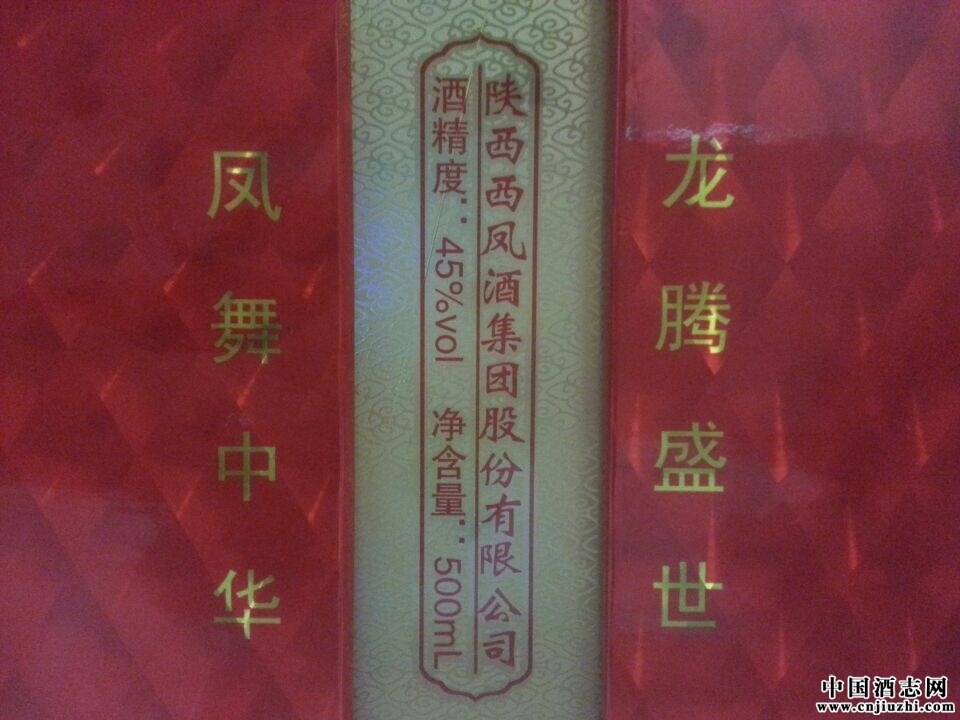 龙腾盛世
陕西西凤酒集团股份有限公司
酒精度：45%vol 净含量：500mL
凤舞中华
中国酒志网
www.cnjiuzhi.com